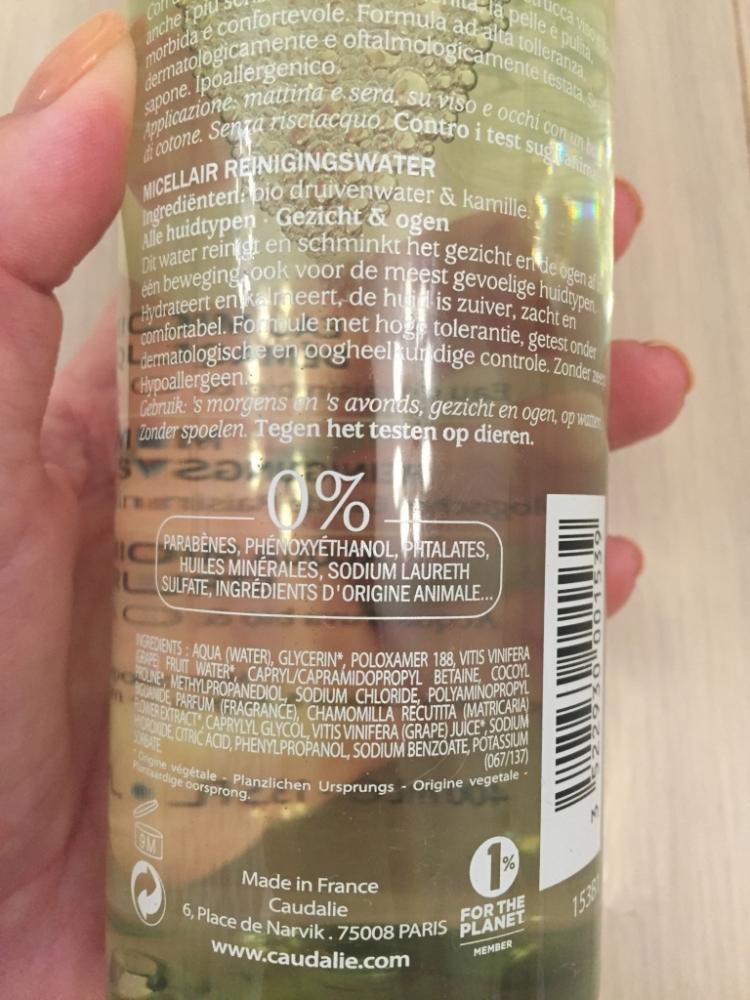 anche i più
la pelle è pulita,
morbida e confortevole. Formula ad alta tolleranza,
dermatologicamente e oftalmologicamente testata.
sapone. Ipoallergenico.
Applicazione: mattina e sera, su viso e occhi con un
di cotone. Senza risciacquo. Contro i test
MICELLAIR REINIGINGSWATER
Ingrediënten: bio druivenwater & kamille.
Alle huidtypen - Gezicht & ogen
Dit water reinigt en schminkt het gezicht en de ogen af
één beweging, ook voor de meest gevoelige huidtypen.
Hydrateert en kalmeert, de huid is zuiver, zacht en
comfortabel. Formule met hoge tolerantie, getest onder
dermatologische en oogheelkundige controle. Zonder
Hypoallergeen.
Gebruik: 's morgens en 's avonds, gezicht en ogen, op
Zonder spoelen. Tegen het testen op dieren.
0%
PARABÈNES, PHÉNOXYÉTHANOL, PHTALATES,
HUILES MINÉRALES, SODIUM LAURETH
SULFATE, INGRÉDIENTS D'ORIGINE ANIMALE...
INGREDIENTS : AQUA (WATER), GLYCERIN*, POLOXAMER 188, VITIS VINIFERA
(GRAPE) FRUIT WATER*, CAPRYL/CAPRAMIDOPROPYL BETAINE, COCOYL
PROLINE*, METHYLPROPANEDIOL, SODIUM CHLORIDE, POLYAMINOPROPYL
BIGUANIDE, PARFUM (FRAGRANCE), CHAMOMILLA RECUTITA (MATRICARIA)
FLOWER EXTRACT*, CAPRYLYL GLYCOL, VITIS VINIFERA (GRAPE) JUICE*, SODIUM
HYDROXIDE, CITRIC ACID, PHENYLPROPANOL, SODIUM BENZOATE, POTASSIUM
SORBATE. (067/137)
* Origine végétale - Planzlichen Ursprungs - Origine vegetale -
Plantaardige oorsprong.
9M
Made in France
Caudalie
6, Place de Narvik . 75008 PARIS
www.caudalie.com
1%
FOR THE
PLANET
MEMBER
3 522930 001539